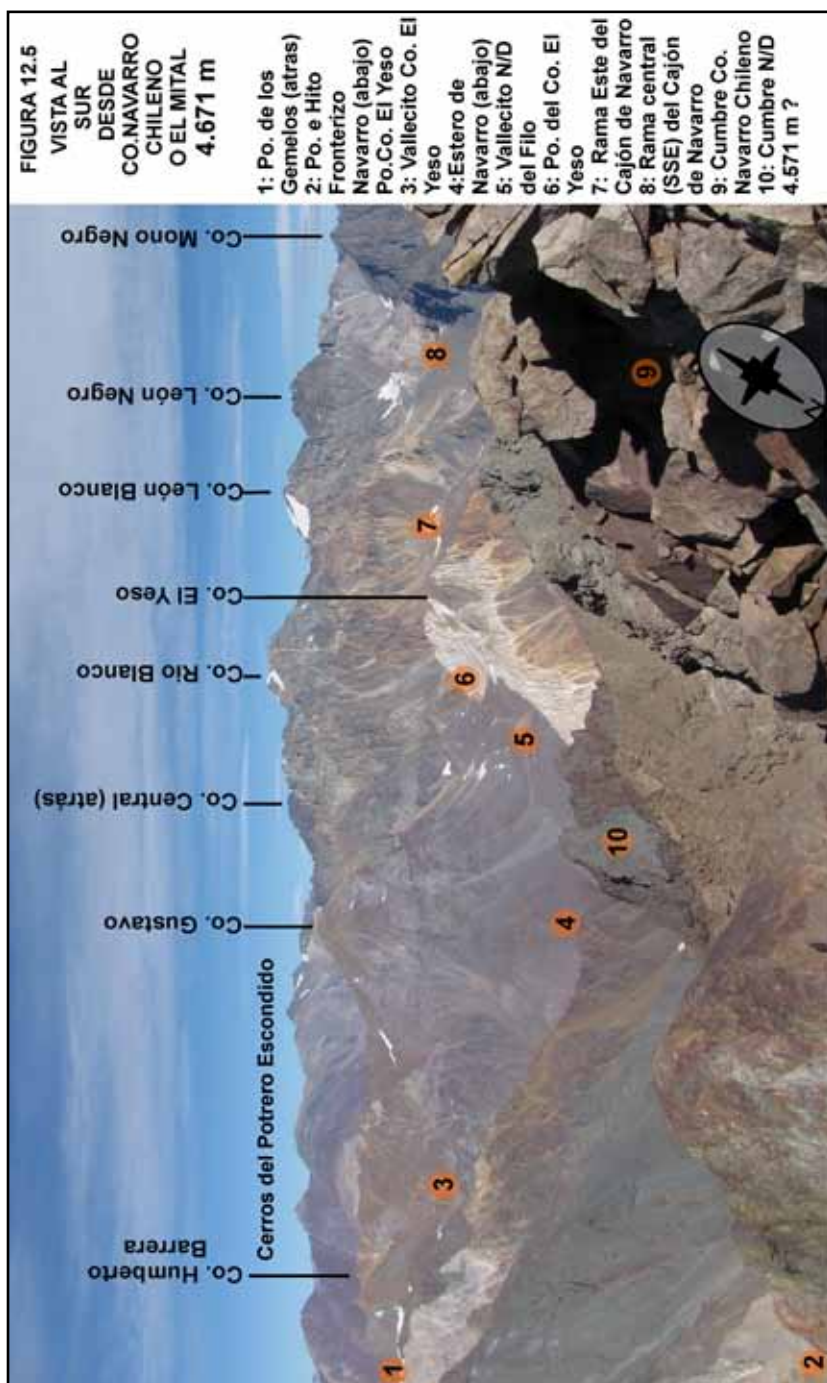 FIGURA 12.5
VISTA AL
SUR
DESDE
CO.NAVARRO
CHILENO
O EL MITAL
4.671 m
1: Po. de los
Gemelos (atras)
2: Po. e Hito
Fronterizo
Navarro (abajo)
Po.Co. El Yeso
3: Vallecito Co. El
Yeso
4:Estero de
Navarro (abajo)
5: Vallecito N/D
del Filo
6: Po. del Co. El
Yeso
7: Rama Este del
Cajón de Navarro
8: Rama central
(SSE) del Cajón
de Navarro
9: Cumbre Co.
Navarro Chileno
10: Cumbre N/D
4.571 m ?
Co. Humberto
Barrera
Cerros del Potrero Escondido
Co. Gustavo
Co. Central (atrás)
Co. Rio Blanco
Co. El Yeso
Co. León Blanco
Co. León Negro
Co. Mono Negro
1
2
3
4
5
6
7
8
9
10
N